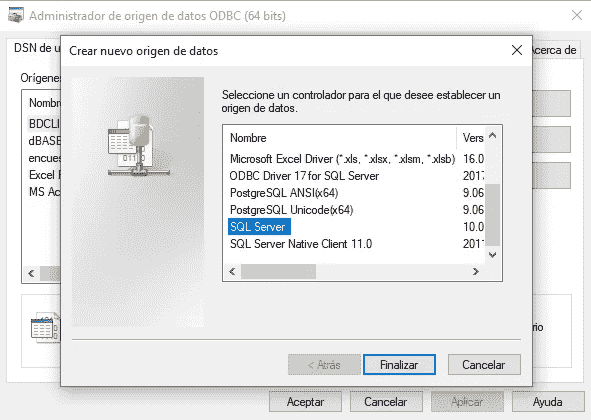 Administrador de origen de datos ODBC (64 bits)
DSN de u
Acerca de
Crear nuevo origen de datos
Orígenes
Nombr
BDCLI
dBASE
encues
Excel F
MS Ac
Seleccione un controlador para el que desee establecer un
origen de datos.
Nombre Vers
Microsoft Excel Driver (*.xls, *.xlsx, *.xlsm, *.xlsb) 16.0
ODBC Driver 17 for SQL Server 2017
PostgreSQL ANSI(x64) 9.06
PostgreSQL Unicode(x64) 9.06
SQL Server 10.0
SQL Server Native Client 11.0 2011
rio
< Atrás Finalizar Cancelar
Aceptar Cancelar Aplicar Ayuda